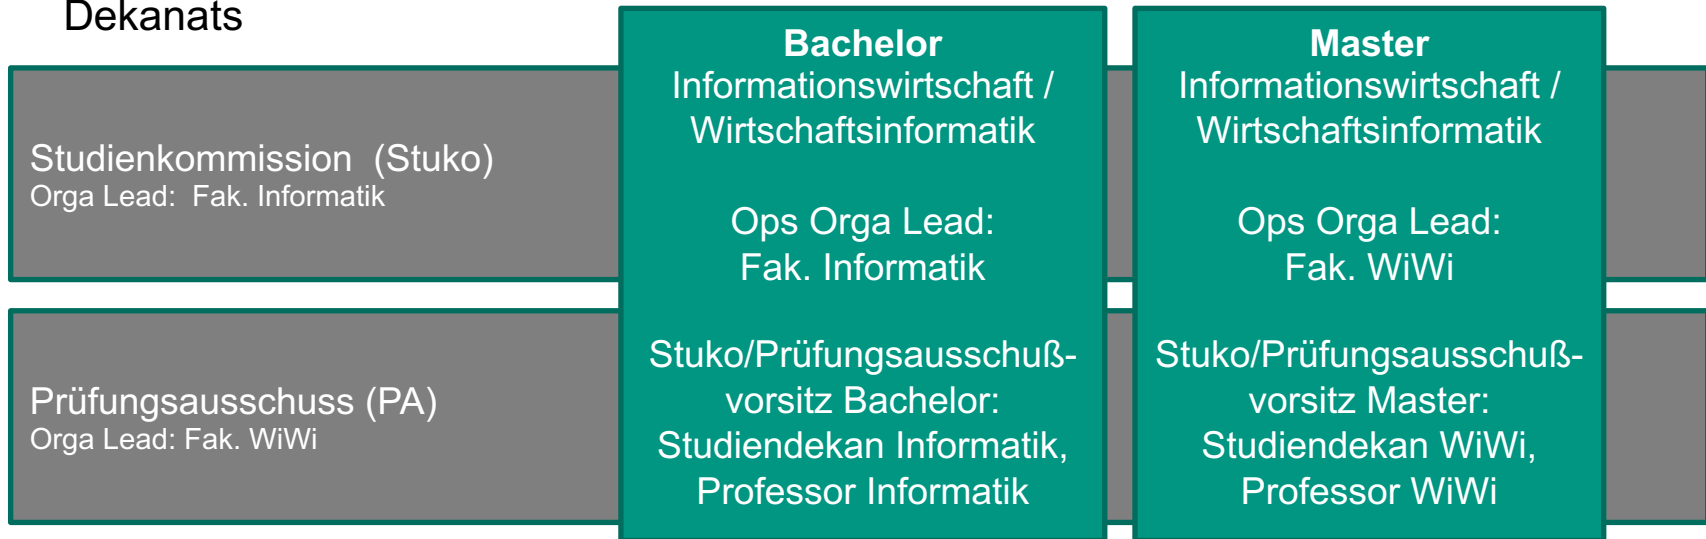 Dekanats
Studienkommission  (Stuko)
Orga Lead:  Fak. Informatik
Prüfungsausschuss (PA)
Orga Lead: Fak. WiWi
Bachelor
Informationswirtschaft /
Wirtschaftsinformatik
Ops Orga Lead:
Fak. Informatik
Stuko/Prüfungsausschuß-
vorsitz Bachelor:
Studiendekan Informatik,
Professor Informatik
Master
Informationswirtschaft /
Wirtschaftsinformatik
Ops Orga Lead:
Fak. WiWi
Stuko/Prüfungsausschuß-
vorsitz Master:
Studiendekan WiWi,
Professor WiWi